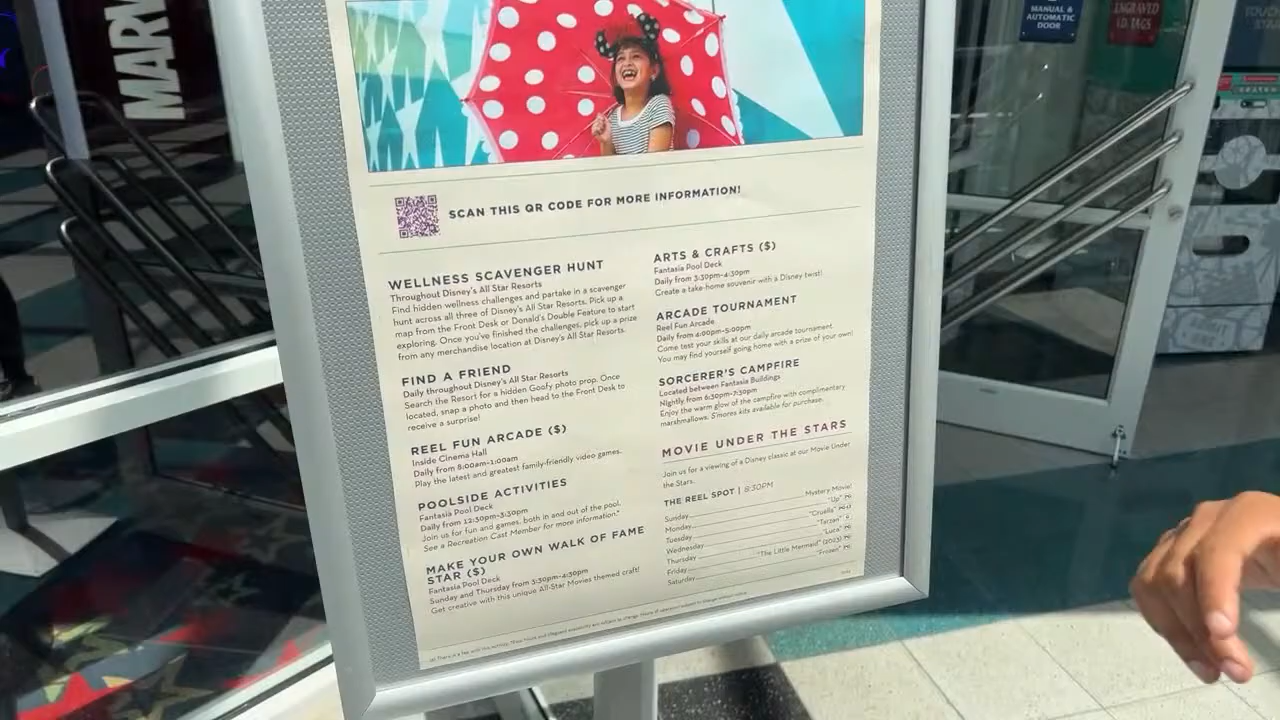 MARV
MANUAL &
AUTOMATIC
DOOR
ENGRAVED
SCAN THIS QR CODE FOR MORE INFORMATION!
WELLNESS SCAVENGER HUNT
Throughout Disney's All Star Resorts
Find hidden wellness challenges and partake in a scavenger
hunt across all three of Disney's All Star Resorts. Pick up a
map from the Front Desk or Donald's Double Feature to start
exploring. Once you've finished the challenges, pick up a prize
from any merchandise location at Disney's All Star Resorts.
FIND A FRIEND
Daily throughout Disney's All Star Resorts
Search the Resort for a hidden Goofy photo prop. Once
located, snap a photo and then head to the Front Desk to
receive a surprise!
REEL FUN ARCADE ($)
Inside Cinema Hall
Daily from 8:00am-1:00am
Play the latest and greatest family-friendly video games.
POOLSIDE ACTIVITIES
Fantasia Pool Deck
Daily from 12:30pm-3:30pm
Join us for fun and games, both in and out of the pool.
See a Recreation Cast Member for more information.*
MAKE YOUR OWN WALK OF FAME
STAR ($)
Fantasia Pool Deck
Sunday and Thursday from 3:30pm-4:30pm
Get creative with this unique All-Star Movies themed craft!
ARTS & CRAFTS ($)
Fantasia Pool Deck
Daily from 3:30pm-4:30pm
Create a take-home souvenir with a Disney twist!
ARCADE TOURNAMENT
Reel Fun Arcade
Daily from 4:00pm-5:00pm
Come test your skills at our daily arcade tournament.
You may find yourself going home with a prize of your own!
SORCERER'S CAMPFIRE
Located between Fantasia Buildings
Nightly from 6:30pm-7:30pm
Enjoy the warm glow of the campfire with complimentary
marshmallows. S'mores kits available for purchase.
MOVIE UNDER THE STARS
Join us for a viewing of a Disney classic at our Movie Under
the Stars.
THE REEL SPOT | 8:30PM
Sunday Mystery Movie!
Monday "Up"
Tuesday "Cruella"
Wednesday "Tarzan"
Thursday "Luca"
Friday "The Little Mermaid" (2023)
Saturday "Frozen"